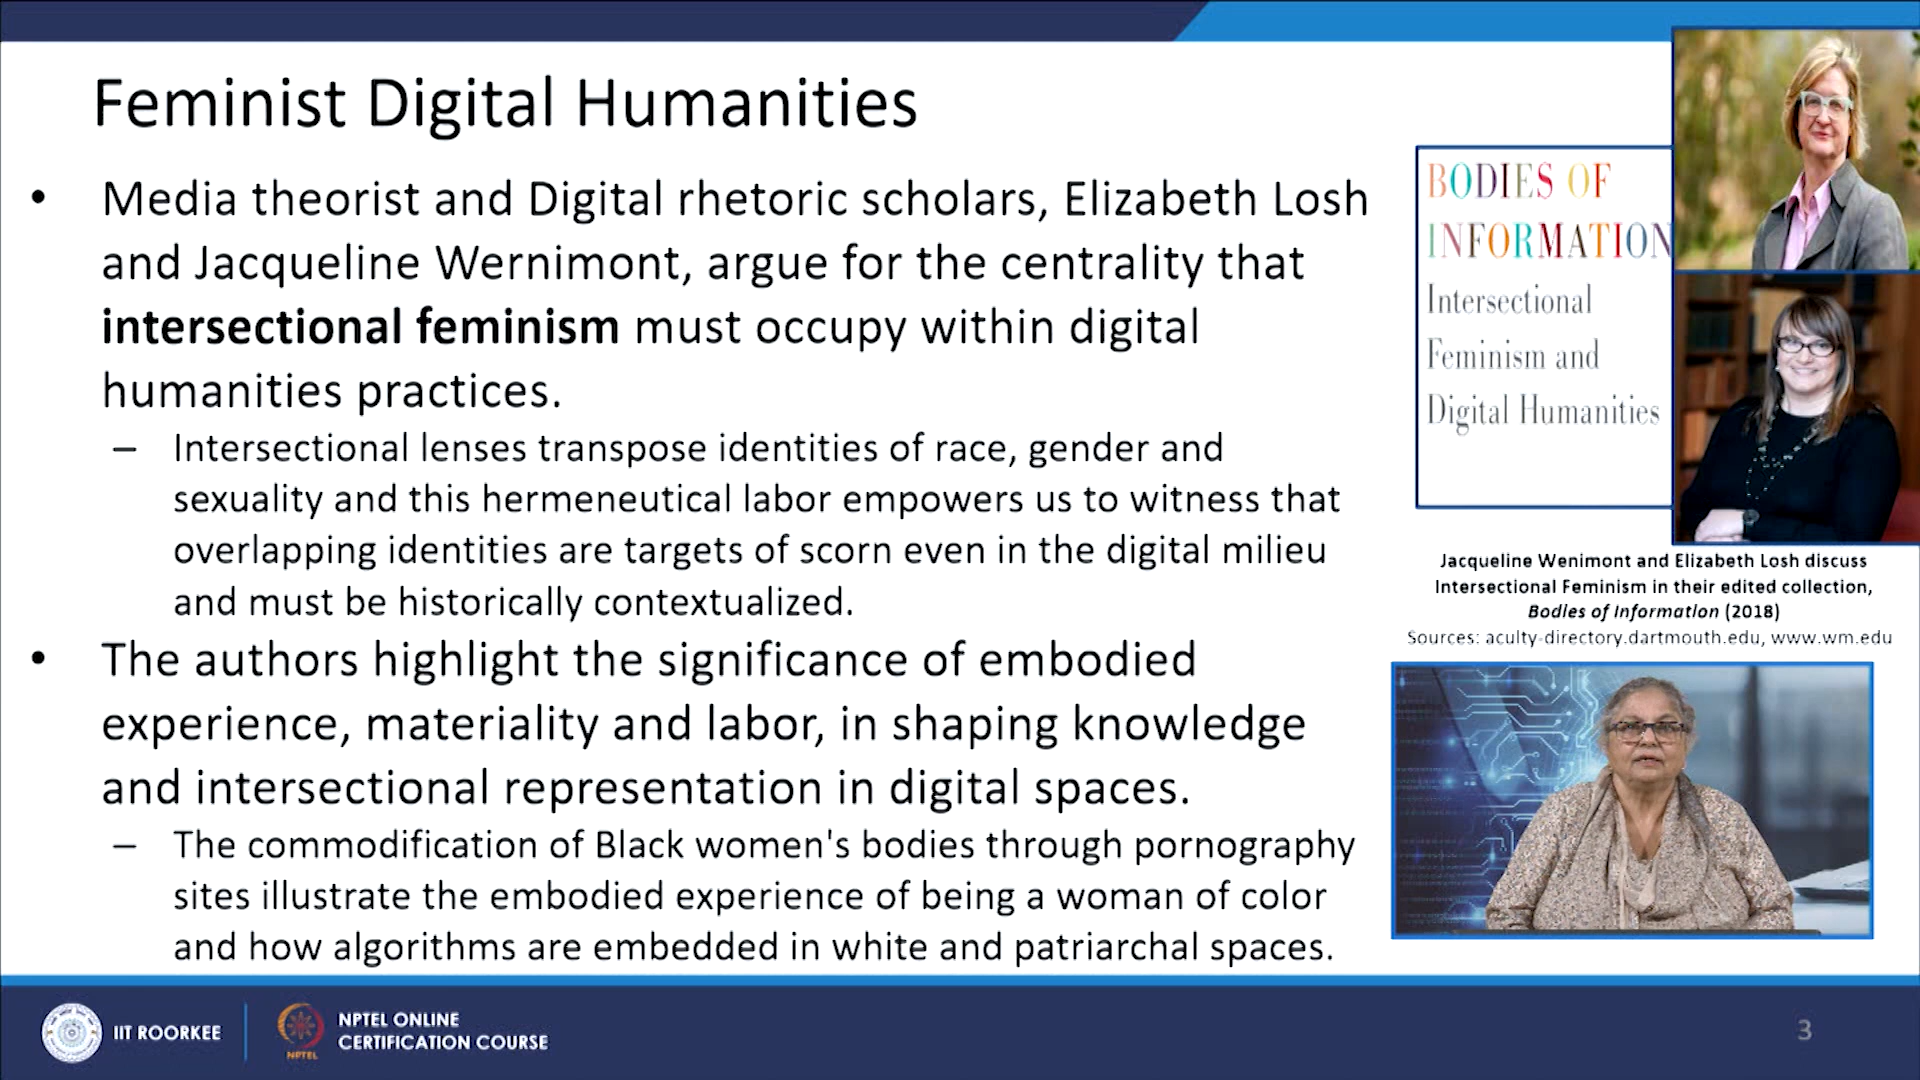 Feminist Digital Humanities
• Media theorist and Digital rhetoric scholars, Elizabeth Losh
and Jacqueline Wernimont, argue for the centrality that
intersectional feminism must occupy within digital
humanities practices.
– Intersectional lenses transpose identities of race, gender and
sexuality and this hermeneutical labor empowers us to witness that
overlapping identities are targets of scorn even in the digital milieu
and must be historically contextualized.
• The authors highlight the significance of embodied
experience, materiality and labor, in shaping knowledge
and intersectional representation in digital spaces.
– The commodification of Black women's bodies through pornography
sites illustrate the embodied experience of being a woman of color
and how algorithms are embedded in white and patriarchal spaces.
BODIES OF
INFORMATION
Intersectional
Feminism and
Digital Humanities
Jacqueline Wenimont and Elizabeth Losh discuss
Intersectional Feminism in their edited collection,
Bodies of Information (2018)
Sources: aculty-directory.dartmouth.edu, www.wm.edu
IIT ROORKEE
NPTEL
NPTEL ONLINE
CERTIFICATION COURSE
3